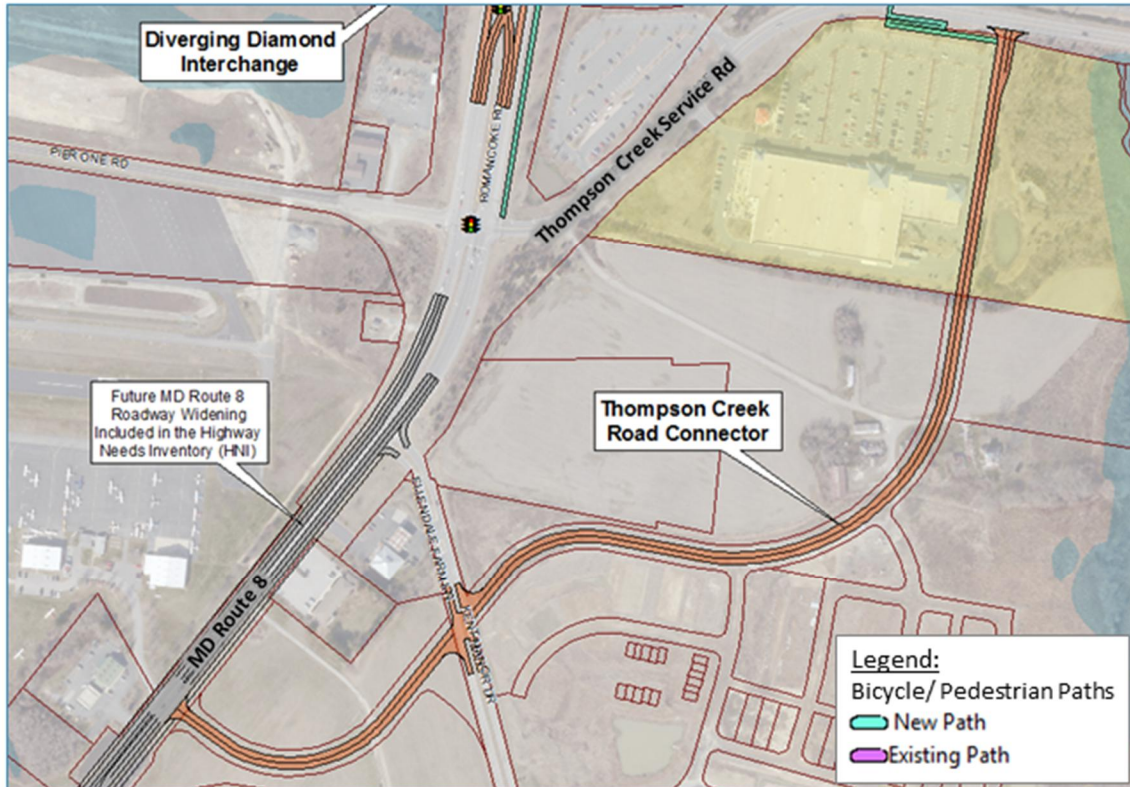 Diverging Diamond
Interchange
ROMANCOKE RD
Thompson Creek Service Rd
PIER ONE RD
Future MD Route 8
Roadway Widening
Included in the Highway
Needs Inventory (HNI)
Thompson Creek
Road Connector
MD Route 8
Legend:
Bicycle/ Pedestrian Paths
New Path
Existing Path